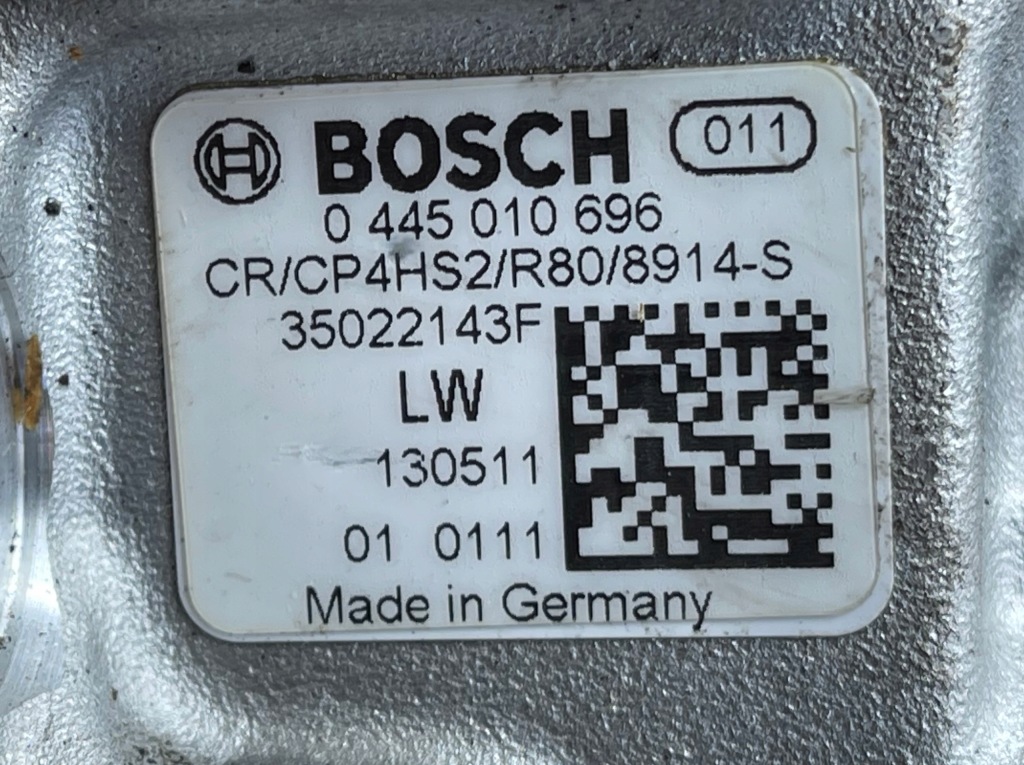 BOSCH 011
0 445 010 696
CR/CP4HS2/R80/8914-S
35022143F
LW
130511
01 0111
Made in Germany